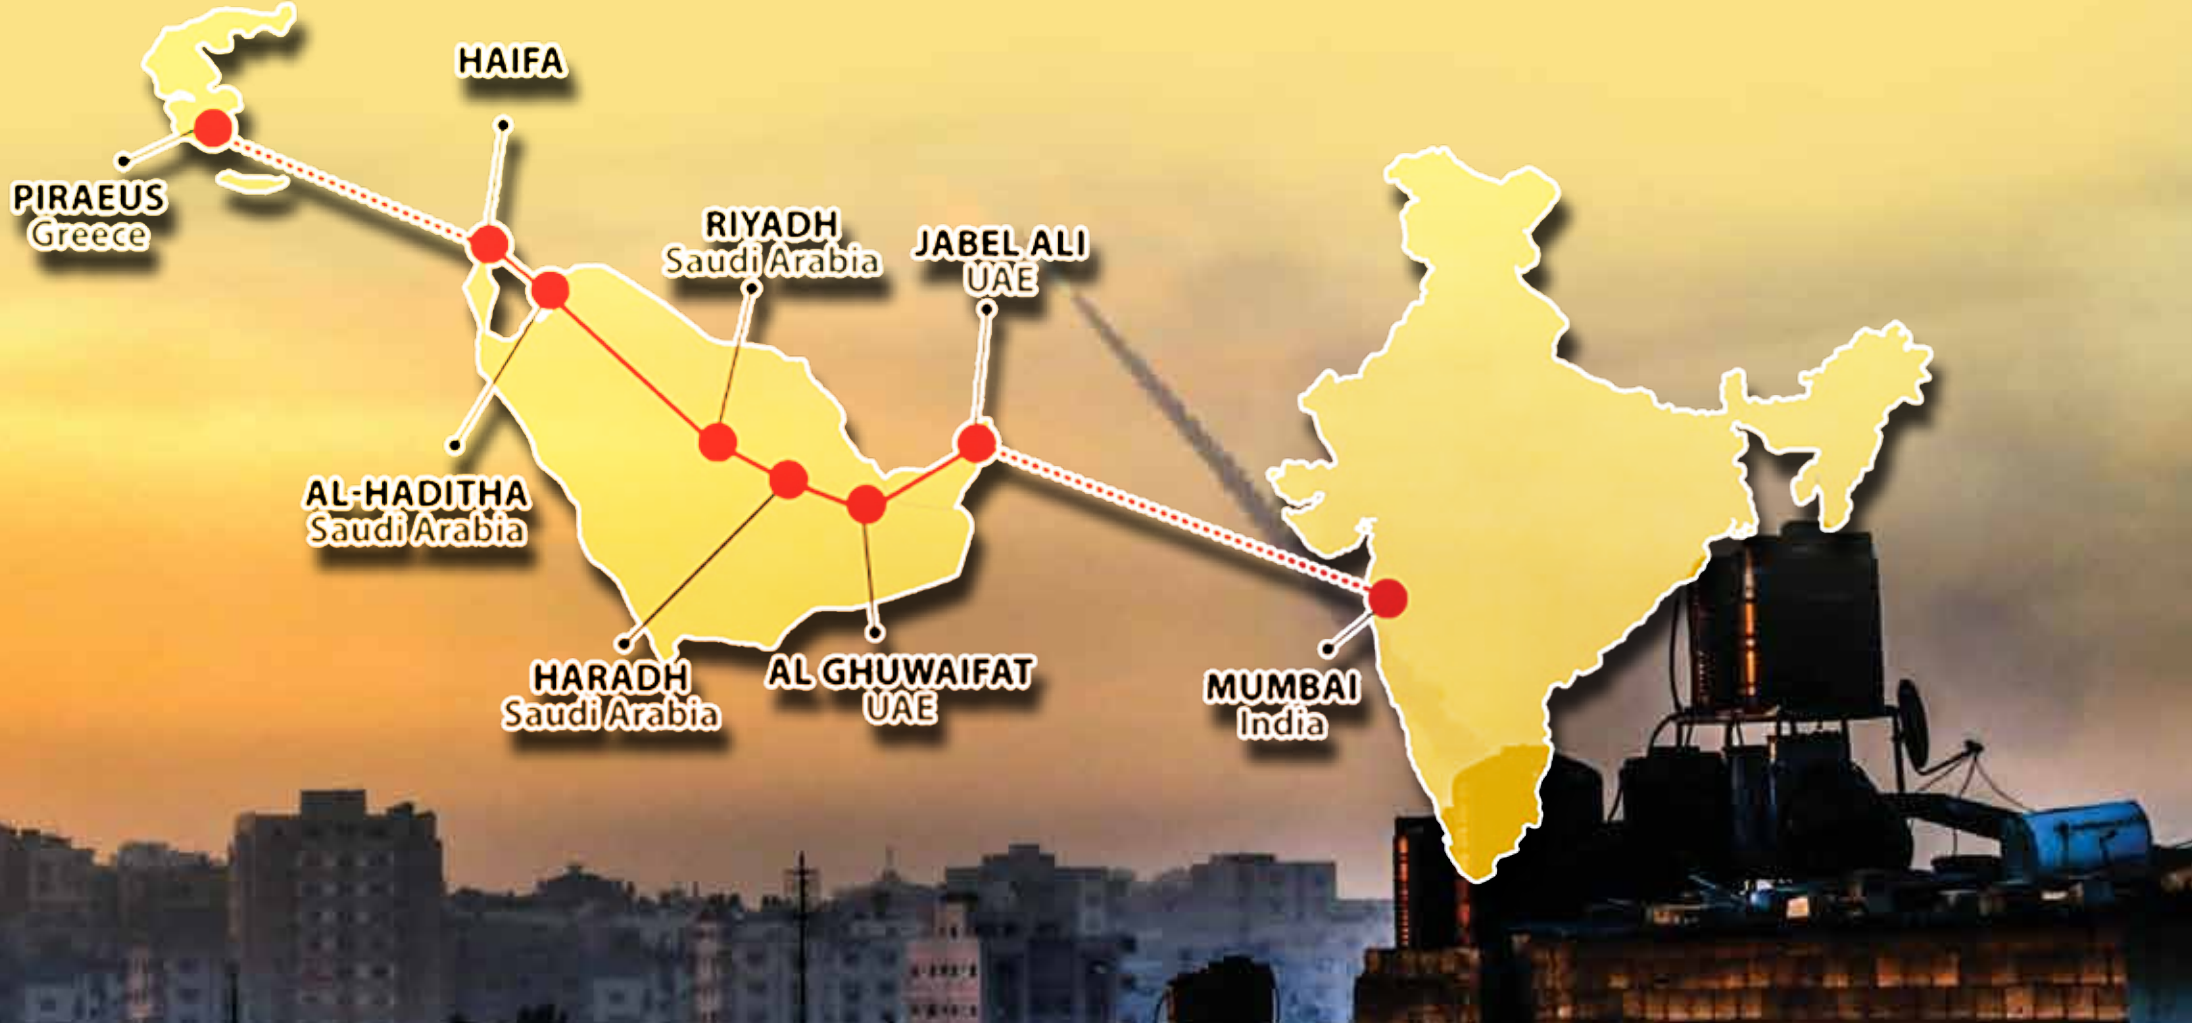 HAIFA
PIRAEUS
Greece
RIYADH
Saudi Arabia
JABEL ALI
UAE
AL-HADITHA
Saudi Arabia
HARADH
Saudi Arabia
AL GHUWAIFAT
UAE
MUMBAI
India